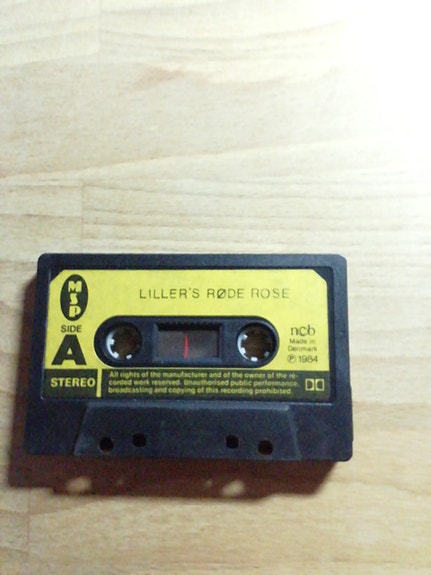 MSP
LILLER'S RØDE ROSE
SIDE
A
ncb
Made in
Denmark
Ⓟ 1984
STEREO
All rights of the manufacturer and of the owner of the re-
corded work reserved. Unauthorised public performance,
broadcasting and copying of this recording prohibited.